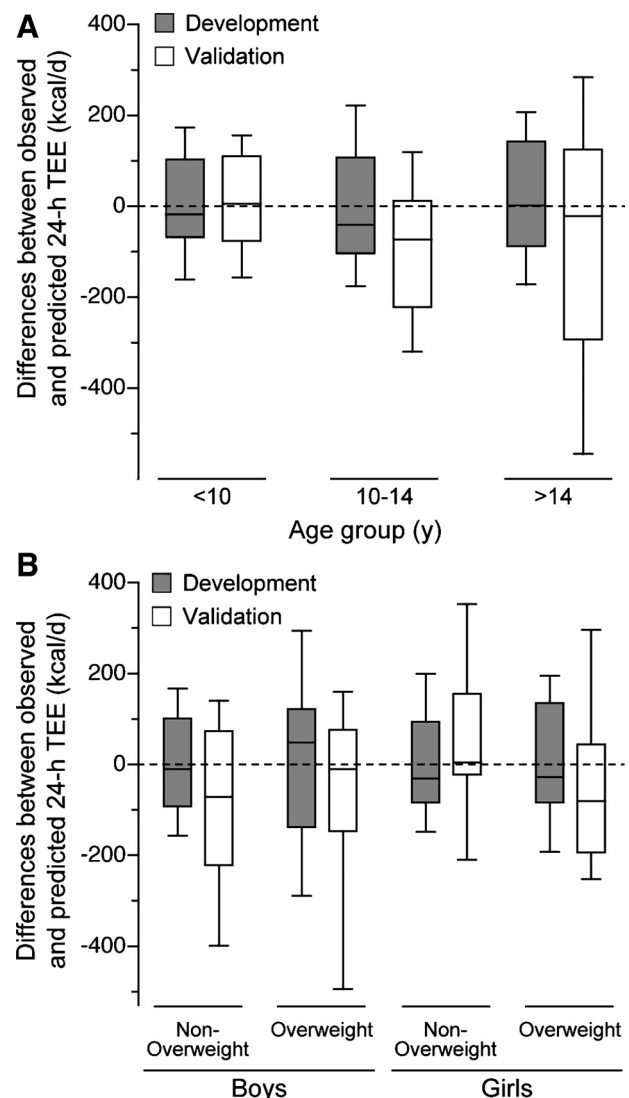 A
Differences between observed
and predicted 24-h TEE (kcal/d)
400
200
0
-200
-400
Development
Validation
<10
10-14
>14
Age group (y)
B
Differences between observed
and predicted 24-h TEE (kcal/d)
400
200
0
-200
-400
Development
Validation
Non-
Overweight
Overweight
Non-
Overweight
Overweight
Boys
Girls